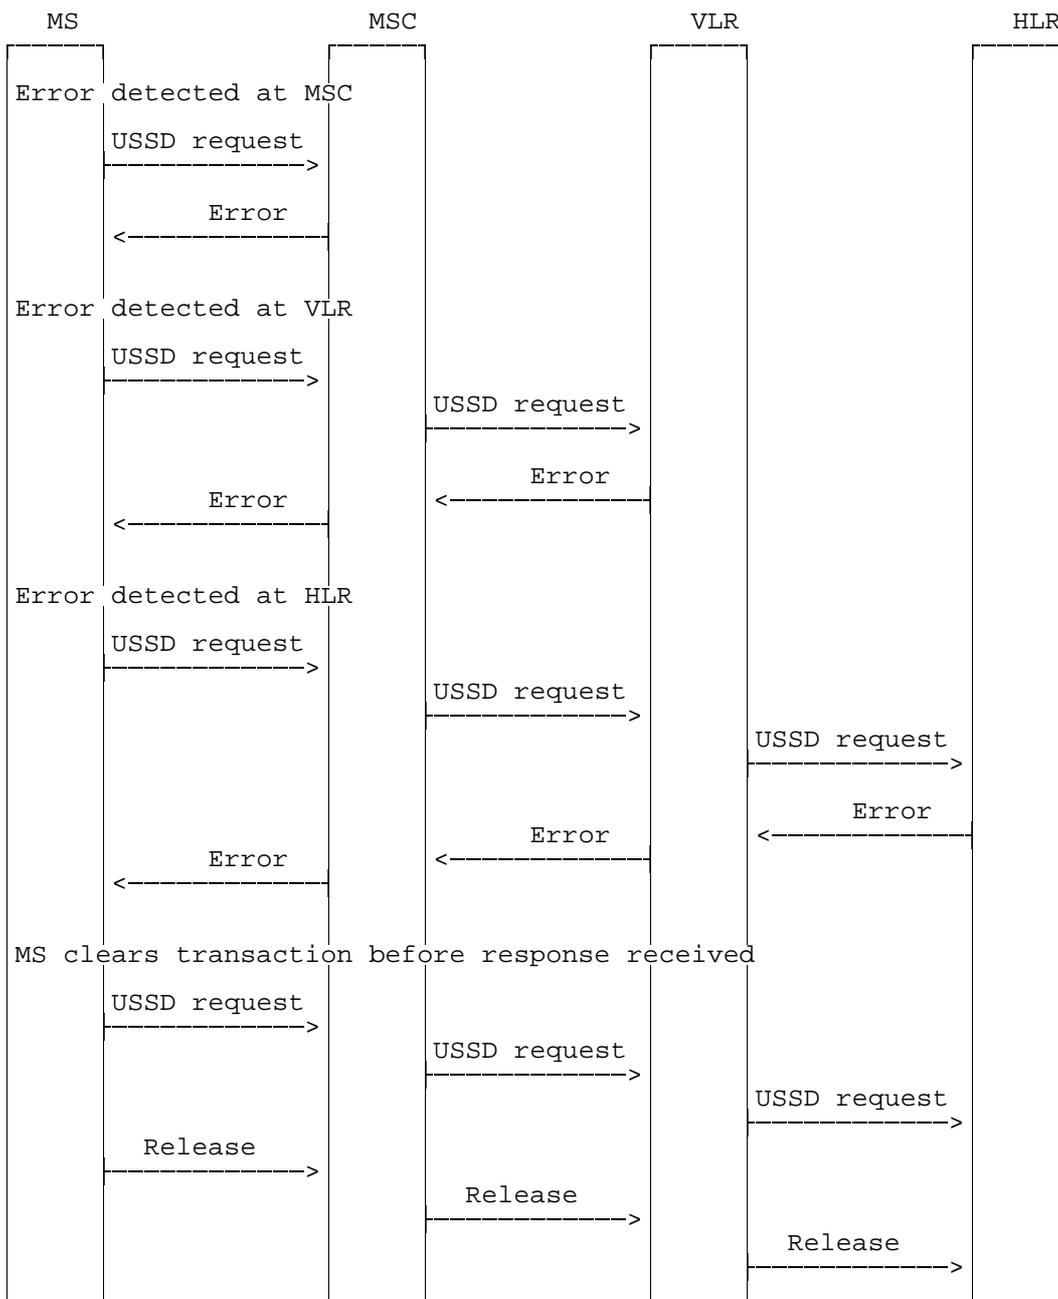 MS MSC VLR HLR
Error detected at MSC
USSD request
Error
Error detected at VLR
USSD request
USSD request
Error
Error
Error detected at HLR
USSD request
USSD request
USSD request
Error
Error
Error
MS clears transaction before response received
USSD request
USSD request
USSD request
Release
Release
Release